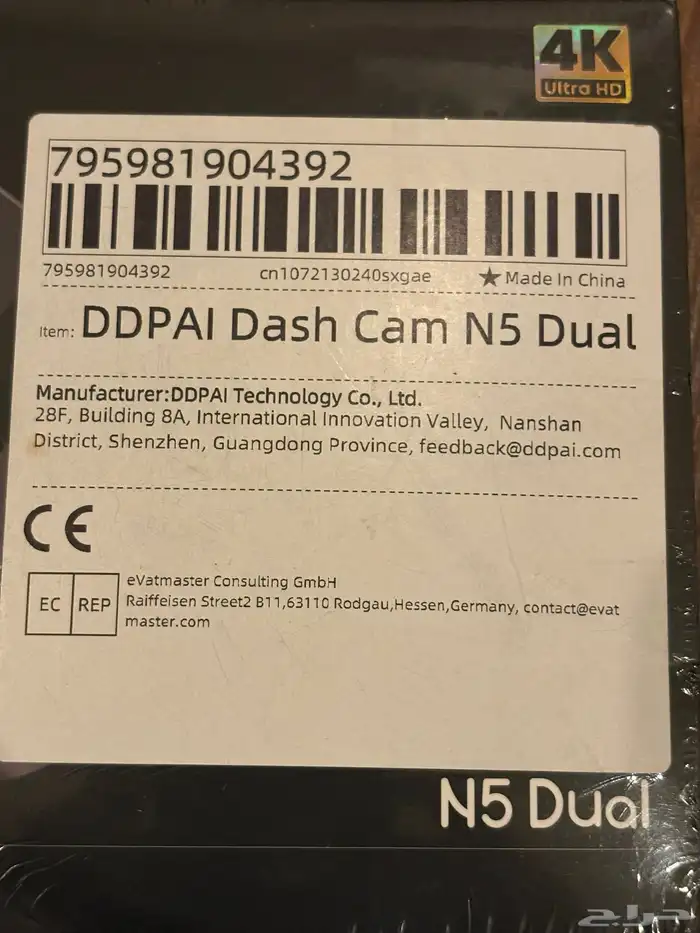 4K
Ultra HD
795981904392
795981904392 cn1072130240sxgae ★ Made In China
Item: DDPAI Dash Cam N5 Dual
Manufacturer:DDPAI Technology Co., Ltd.
28F, Building 8A, International Innovation Valley, Nanshan
District, Shenzhen, Guangdong Province, feedback@ddpai.com
CE
EC REP
eVatmaster Consulting GmbH
Raiffeisen Street2 B11,63110 Rodgau,Hessen,Germany, contact@evat
master.com
N5 Dual
حراج